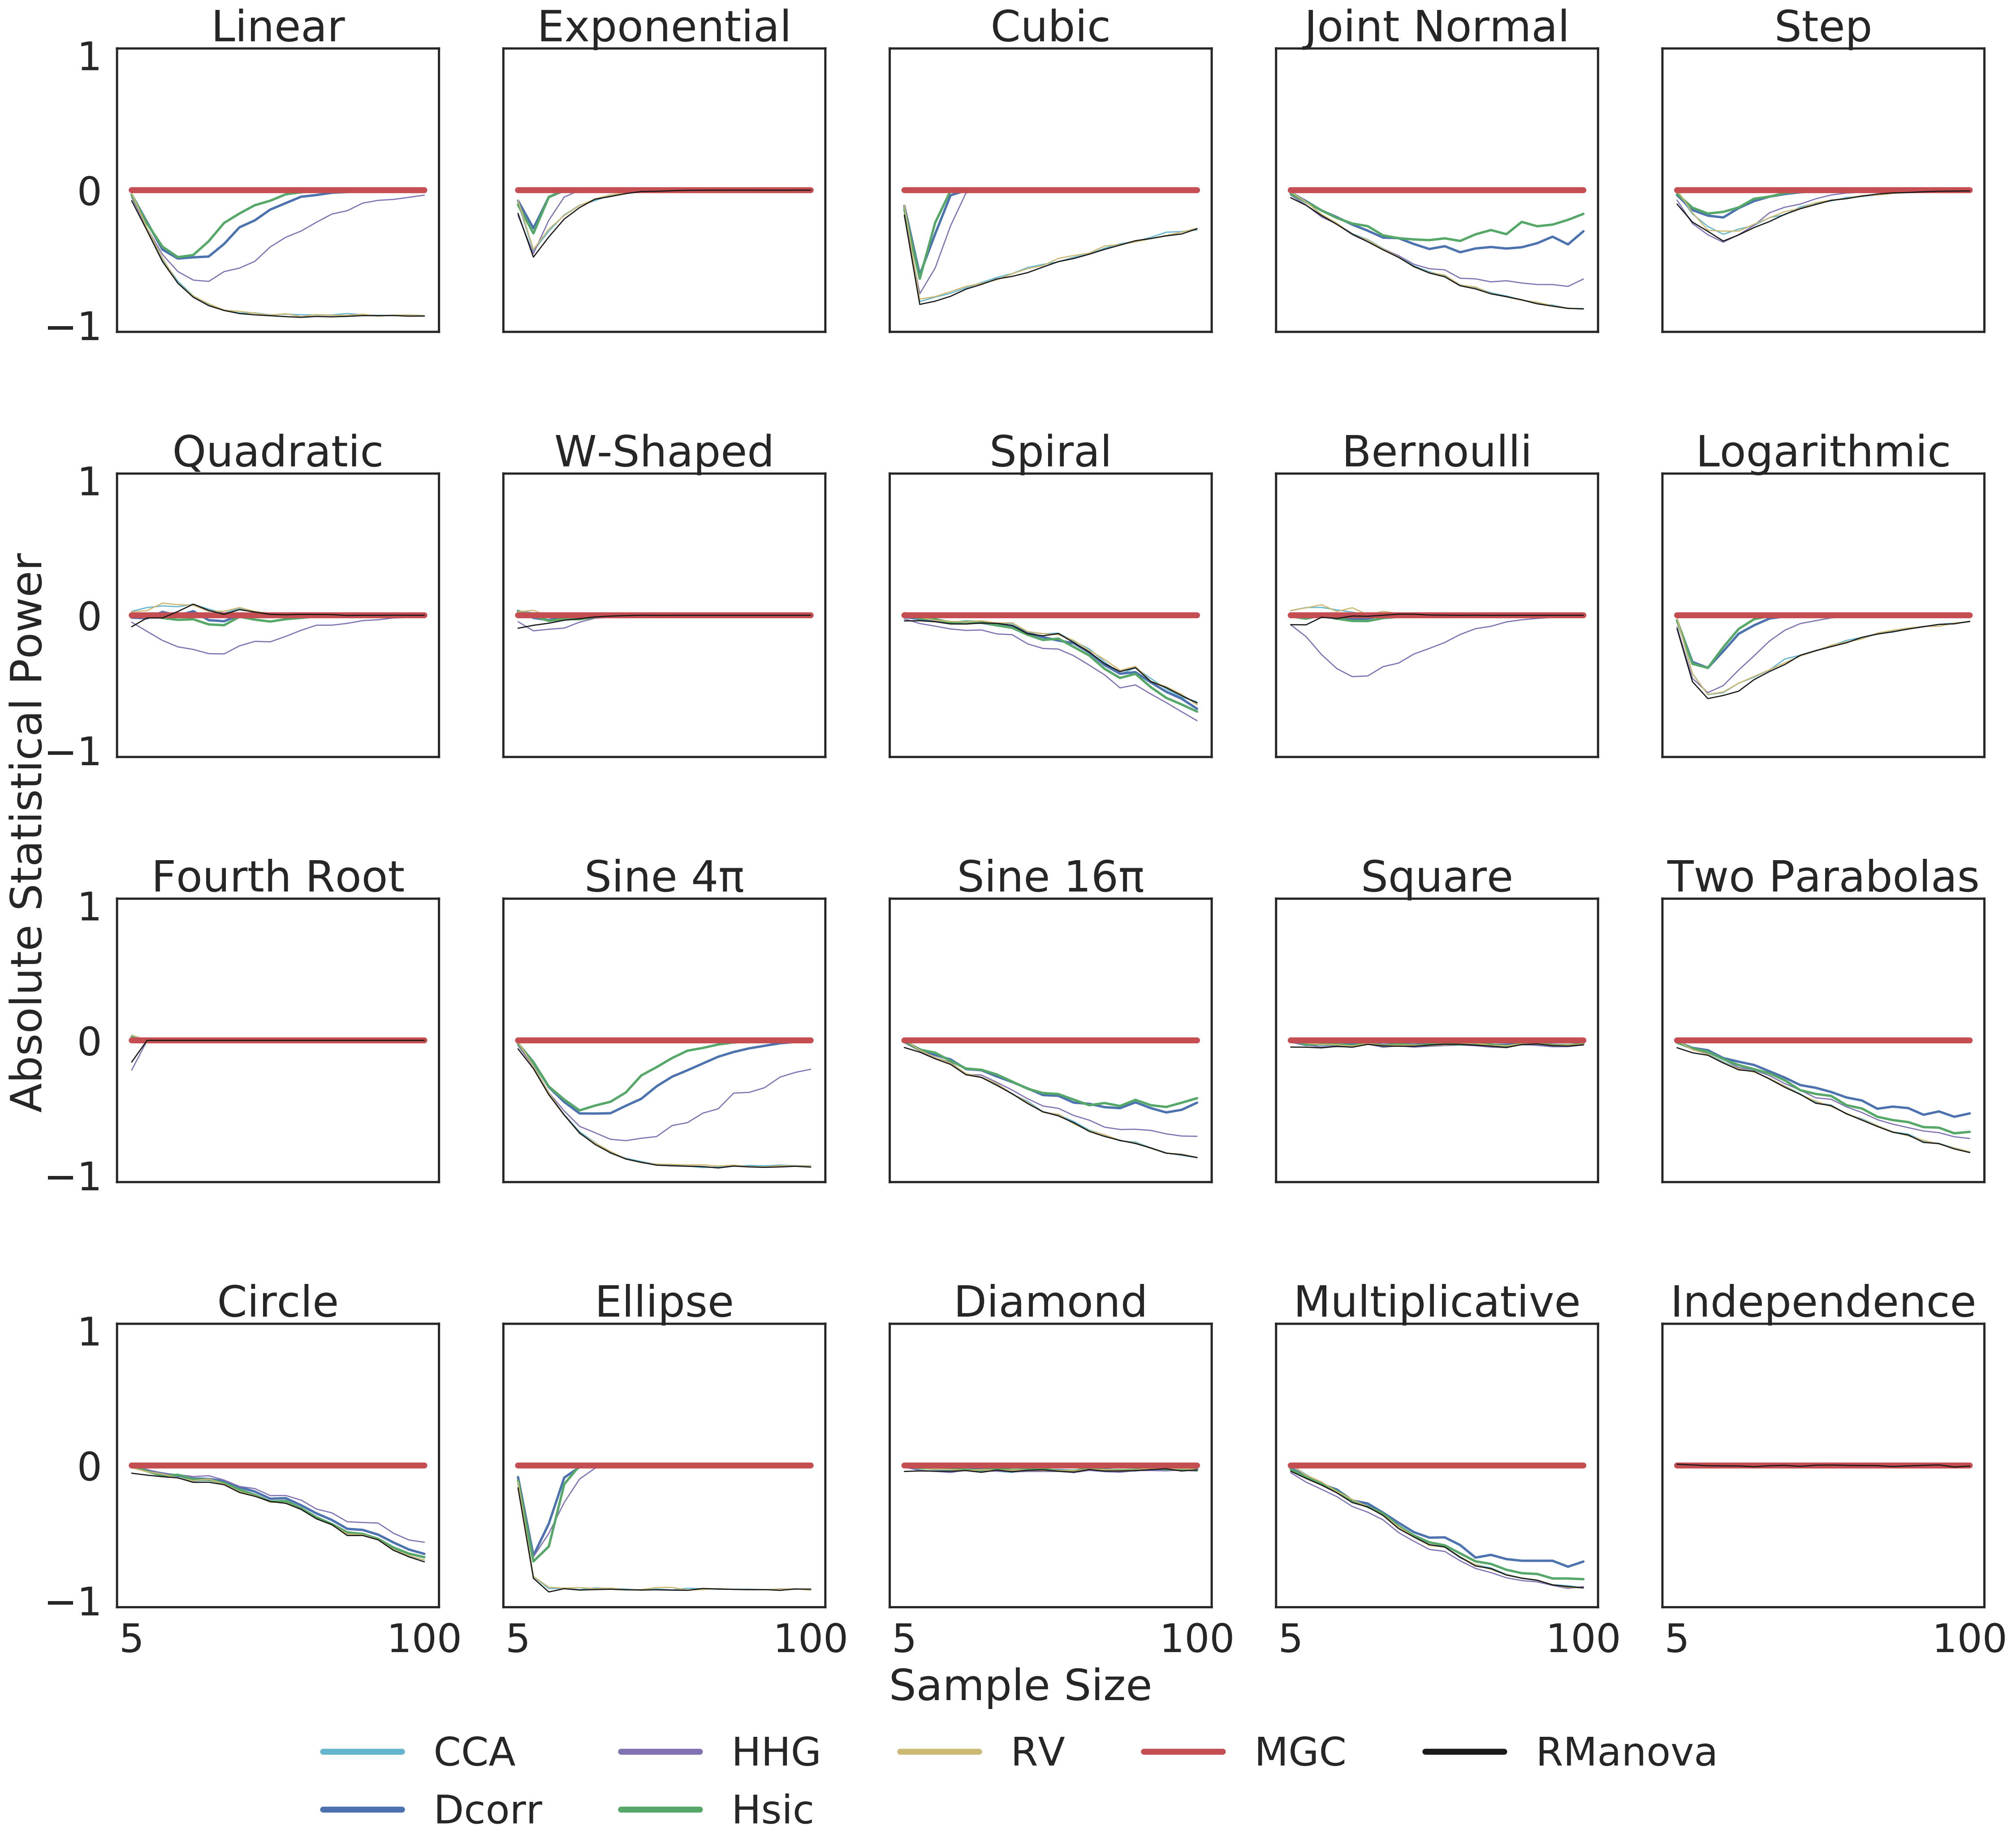 Linear Exponential Cubic Joint Normal Step
1
0
−1
Quadratic W-Shaped Spiral Bernoulli Logarithmic
1
0
−1
Absolute Statistical Power
Fourth Root Sine 4π Sine 16π Square Two Parabolas
1
0
−1
Circle Ellipse Diamond Multiplicative Independence
1
0
−1
5 100 5 100 5 100 5 100 5 100
Sample Size
CCA HHG RV MGC RManova
Dcorr Hsic